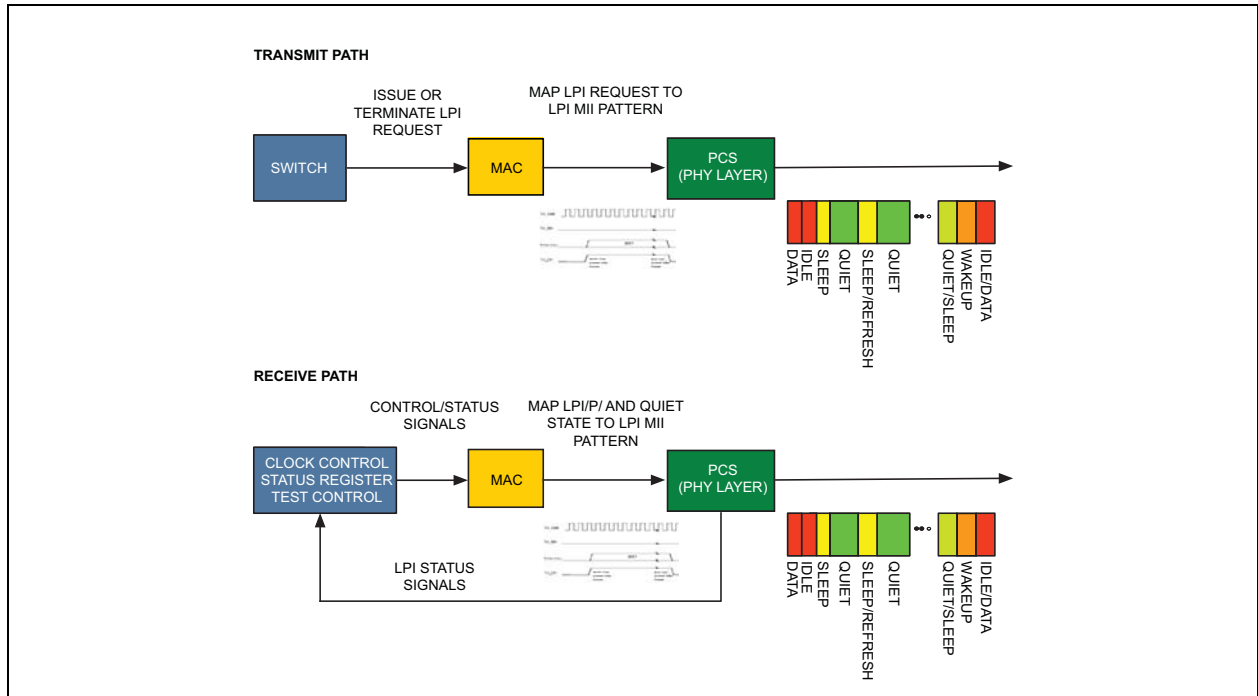 TRANSMIT PATH
ISSUE OR
TERMINATE LPI
REQUEST
MAP LPI REQUEST TO
LPI MII PATTERN
SWITCH
MAC
PCS
(PHY LAYER)
DATA
IDLE
SLEEP
QUIET
SLEEP/REFRESH
QUIET
QUIET/SLEEP
WAKEUP
IDLE/DATA
RECEIVE PATH
CONTROL/STATUS
SIGNALS
MAP LPI/P/ AND QUIET
STATE TO LPI MII
PATTERN
CLOCK CONTROL
STATUS REGISTER
TEST CONTROL
MAC
PCS
(PHY LAYER)
LPI STATUS
SIGNALS
DATA
IDLE
SLEEP
QUIET
SLEEP/REFRESH
QUIET
QUIET/SLEEP
WAKEUP
IDLE/DATA